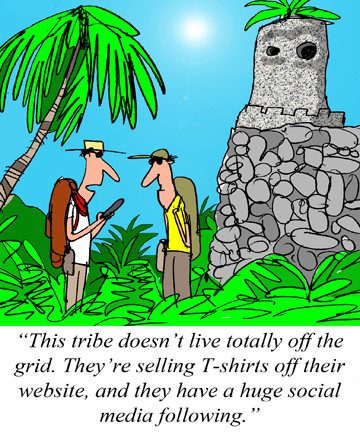 “This tribe doesn’t live totally off the
grid. They’re selling T-shirts off their
website, and they have a huge social
media following.”